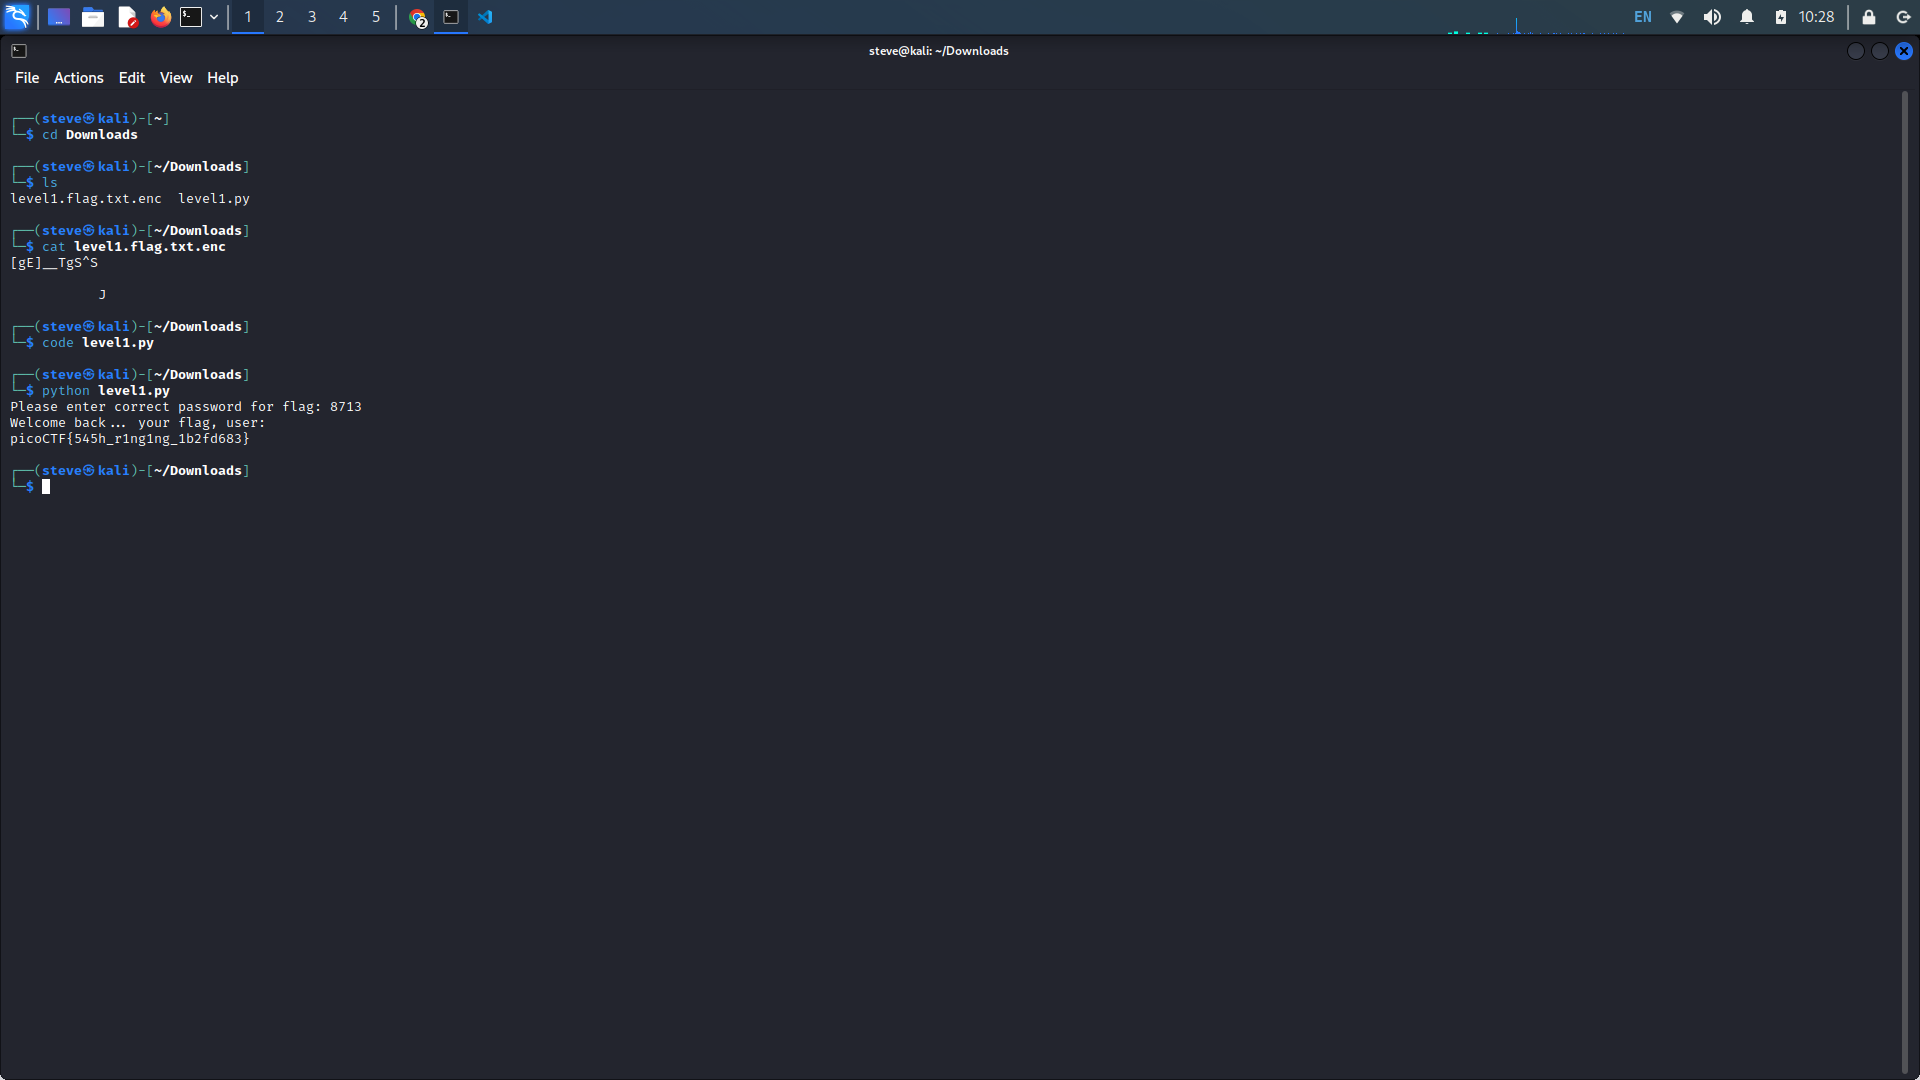 1 2 3 4 5 2 EN 10:28
steve@kali: ~/Downloads
File Actions Edit View Help
┌──(steve㉿kali)-[~]
└─$ cd Downloads
┌──(steve㉿kali)-[~/Downloads]
└─$ ls
level1.flag.txt.enc  level1.py
┌──(steve㉿kali)-[~/Downloads]
└─$ cat level1.flag.txt.enc
[gE]__TgS^S
J
┌──(steve㉿kali)-[~/Downloads]
└─$ code level1.py
┌──(steve㉿kali)-[~/Downloads]
└─$ python level1.py
Please enter correct password for flag: 8713
Welcome back... your flag, user:
picoCTF{545h_r1ng1ng_1b2fd683}
┌──(steve㉿kali)-[~/Downloads]
└─$